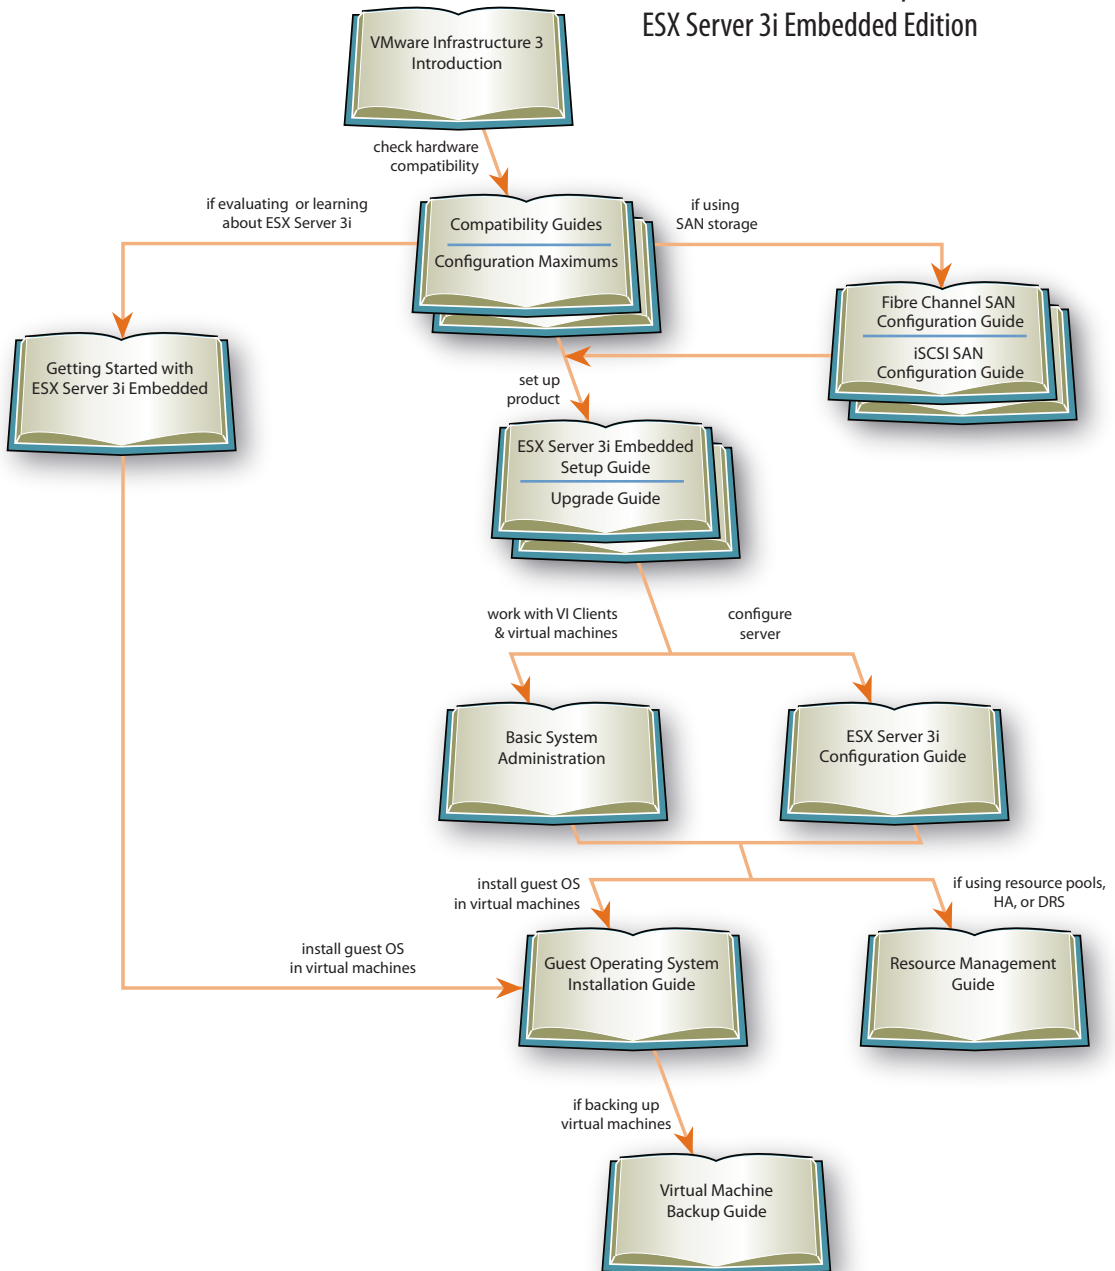 ESX Server 3i Embedded Edition
VMware Infrastructure 3
Introduction
check hardware
compatibility
if evaluating or learning
about ESX Server 3i
Compatibility Guides
Configuration Maximums
if using
SAN storage
Fibre Channel SAN
Configuration Guide
iSCSI SAN
Configuration Guide
Getting Started with
ESX Server 3i Embedded
set up
product
ESX Server 3i Embedded
Setup Guide
Upgrade Guide
work with VI Clients
& virtual machines
configure
server
Basic System
Administration
ESX Server 3i
Configuration Guide
install guest OS
in virtual machines
if using resource pools,
HA, or DRS
install guest OS
in virtual machines
Guest Operating System
Installation Guide
Resource Management
Guide
if backing up
virtual machines
Virtual Machine
Backup Guide